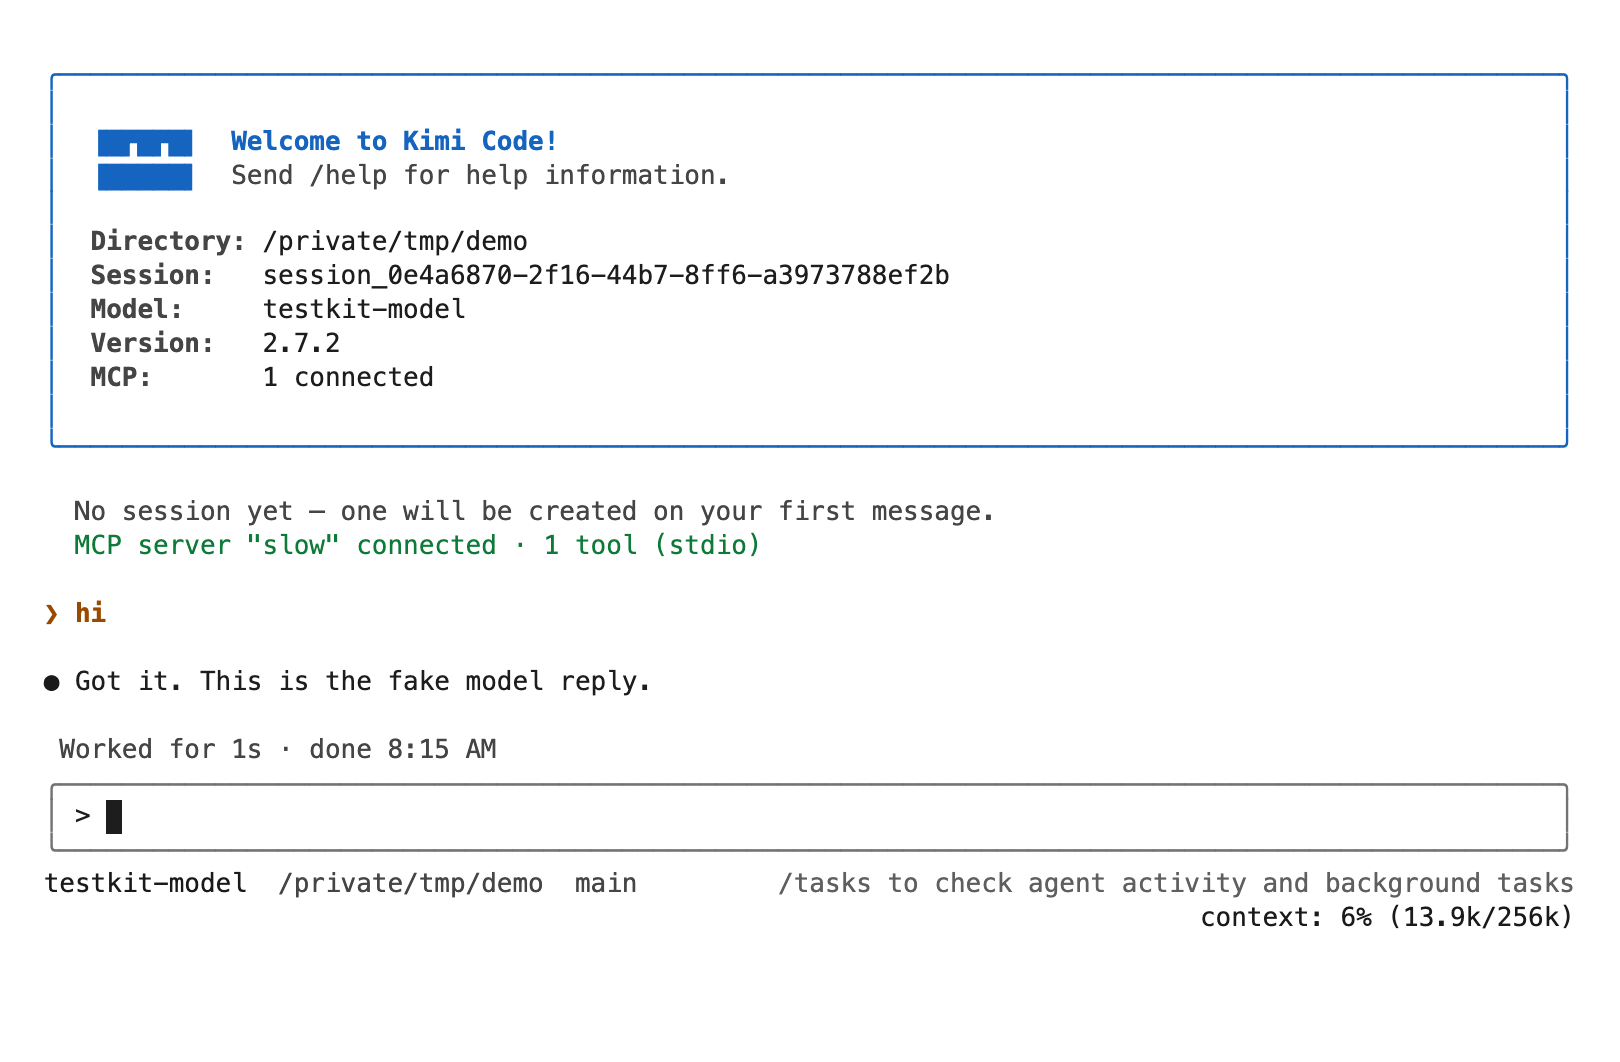 Welcome to Kimi Code!
Send /help for help information.
Directory: /private/tmp/demo
Session: session_0e4a6870-2f16-44b7-8ff6-a3973788ef2b
Model: testkit-model
Version: 2.7.2
MCP: 1 connected
No session yet — one will be created on your first message.
MCP server "slow" connected · 1 tool (stdio)
❯ hi
● Got it. This is the fake model reply.
Worked for 1s · done 8:15 AM
>
testkit-model /private/tmp/demo main /tasks to check agent activity and background tasks
context: 6% (13.9k/256k)